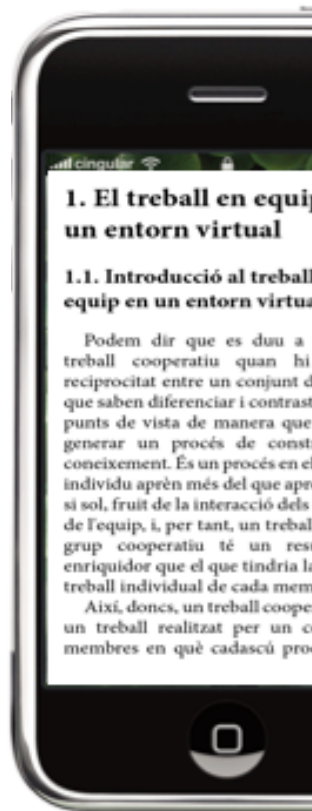 cingular
1. El treball en equip
un entorn virtual
1.1. Introducció al treball
equip en un entorn virtua
Podem dir que es duu a
treball cooperatiu quan hi
reciprocitat entre un conjunt d
que saben diferenciar i contrast
punts de vista de manera que
generar un procés de const
coneixement. És un procés en el
individu aprèn més del que apre
si sol, fruit de la interacció dels
de l'equip, i, per tant, un trebal
grup cooperatiu té un resu
enriquidor que el que tindria la
treball individual de cada mem
Així, doncs, un treball cooper
un treball realitzat per un co
membres en què cadascú prod